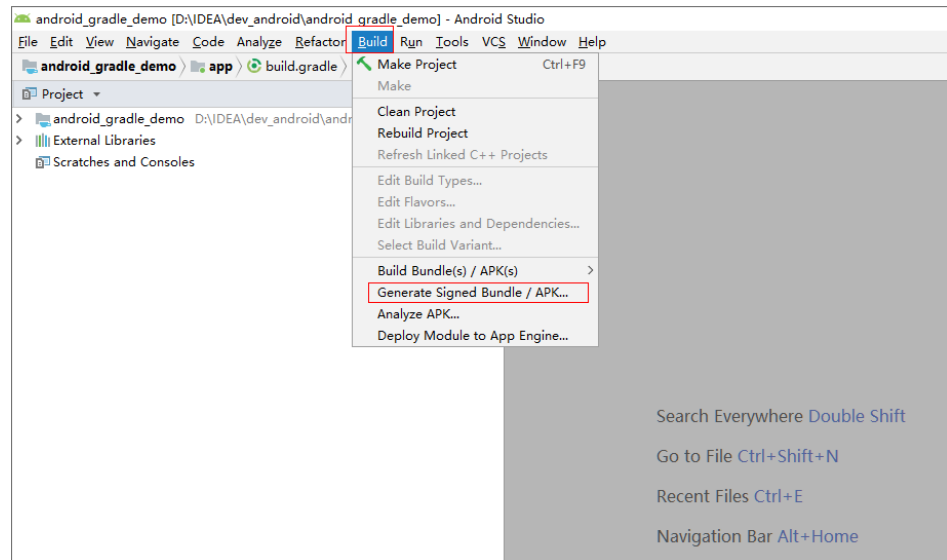 android_gradle_demo [D:\IDEA\dev_android\android_gradle_demo] - Android Studio
File Edit View Navigate Code Analyze Refactor Build Run Tools VCS Window Help
android_gradle_demo app build.gradle
Project
android_gradle_demo D:\IDEA\dev_android\andr
External Libraries
Scratches and Consoles
Make Project Ctrl+F9
Make
Clean Project
Rebuild Project
Refresh Linked C++ Projects
Edit Build Types...
Edit Flavors...
Edit Libraries and Dependencies...
Select Build Variant...
Build Bundle(s) / APK(s)
Generate Signed Bundle / APK...
Analyze APK...
Deploy Module to App Engine...
Search Everywhere Double Shift
Go to File Ctrl+Shift+N
Recent Files Ctrl+E
Navigation Bar Alt+Home